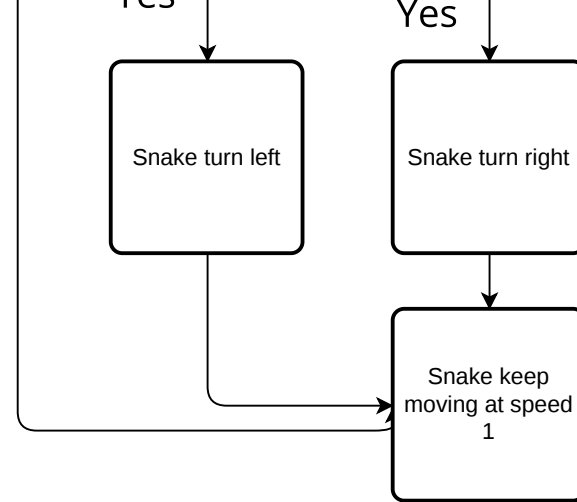 Yes
Yes
Snake turn left
Snake turn right
Snake keep
moving at speed
1